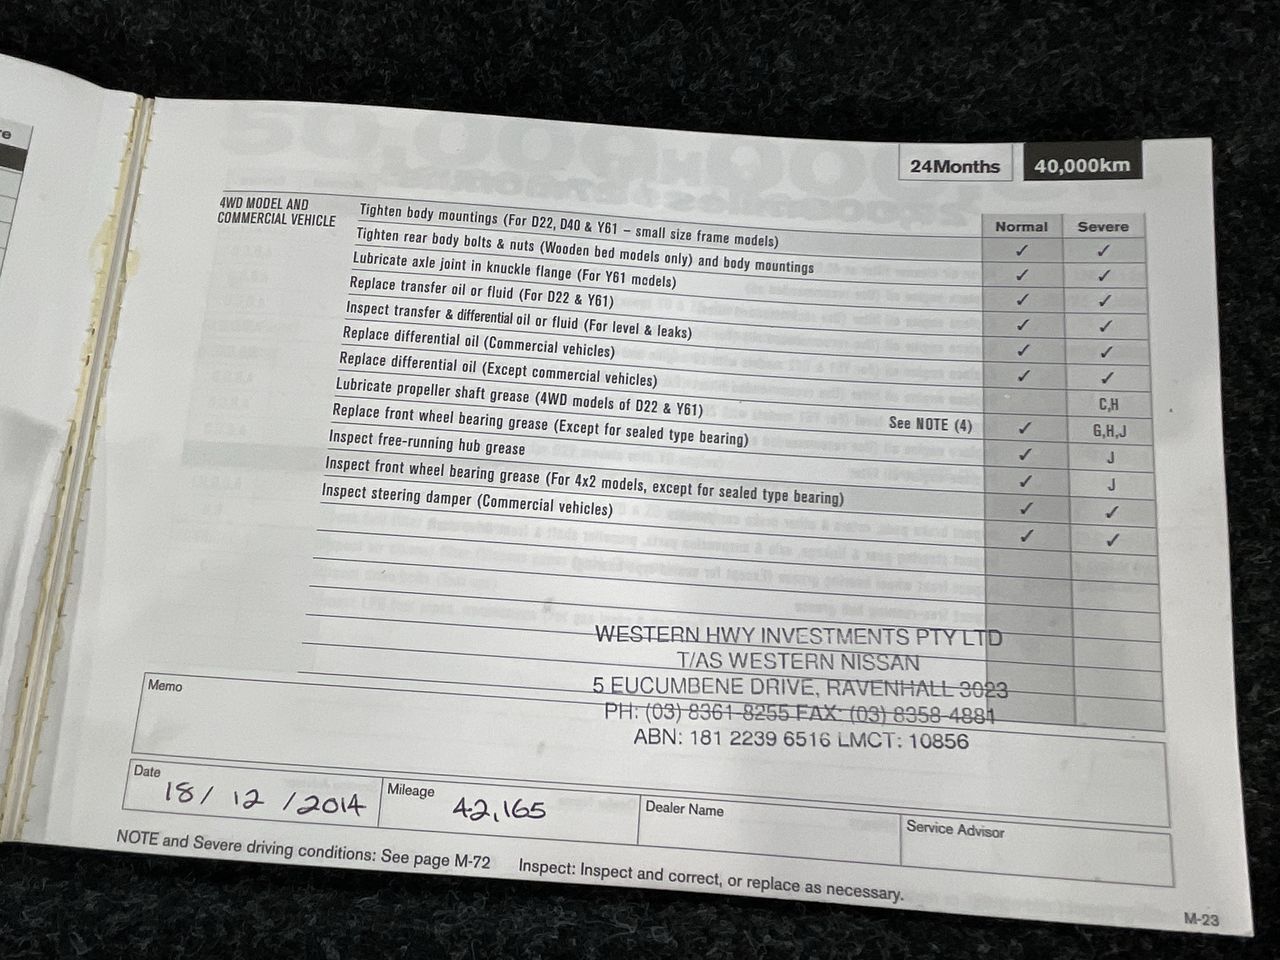 re
24Months 40,000km
4WD MODEL AND
COMMERCIAL VEHICLE
Normal Severe
Tighten body mountings (For D22, D40 & Y61 – small size frame models) ✓ ✓
Tighten rear body bolts & nuts (Wooden bed models only) and body mountings ✓ ✓
Lubricate axle joint in knuckle flange (For Y61 models) ✓ ✓
Replace transfer oil or fluid (For D22 & Y61) ✓ ✓
Inspect transfer & differential oil or fluid (For level & leaks) ✓ ✓
Replace differential oil (Commercial vehicles) ✓ ✓
Replace differential oil (Except commercial vehicles) C,H
Lubricate propeller shaft grease (4WD models of D22 & Y61) See NOTE (4) ✓ G,H,J
Replace front wheel bearing grease (Except for sealed type bearing) ✓ J
Inspect free-running hub grease ✓ J
Inspect front wheel bearing grease (For 4x2 models, except for sealed type bearing) ✓ ✓
Inspect steering damper (Commercial vehicles) ✓ ✓
WESTERN HWY INVESTMENTS PTY LTD
T/AS WESTERN NISSAN
5 EUCUMBENE DRIVE, RAVENHALL 3023
PH: (03) 8361 8255 FAX: (03) 8358 4881
ABN: 181 2239 6516 LMCT: 10856
Memo
Date 18/12/2014
Mileage 42,165
Dealer Name
Service Advisor
NOTE and Severe driving conditions: See page M-72 Inspect: Inspect and correct, or replace as necessary.
M-23